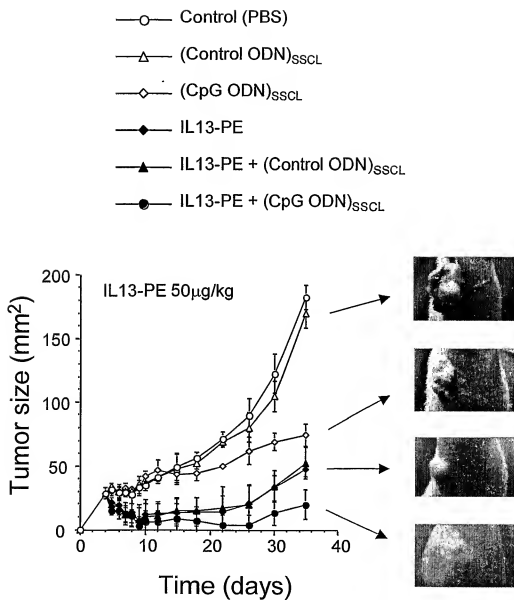 Control (PBS)
(Control ODN)SSCL
(CpG ODN)SSCL
IL13-PE
IL13-PE + (Control ODN)SSCL
IL13-PE + (CpG ODN)SSCL
IL13-PE 50μg/kg
Tumor size (mm²)
200
150
100
50
0
0 10 20 30 40
Time (days)